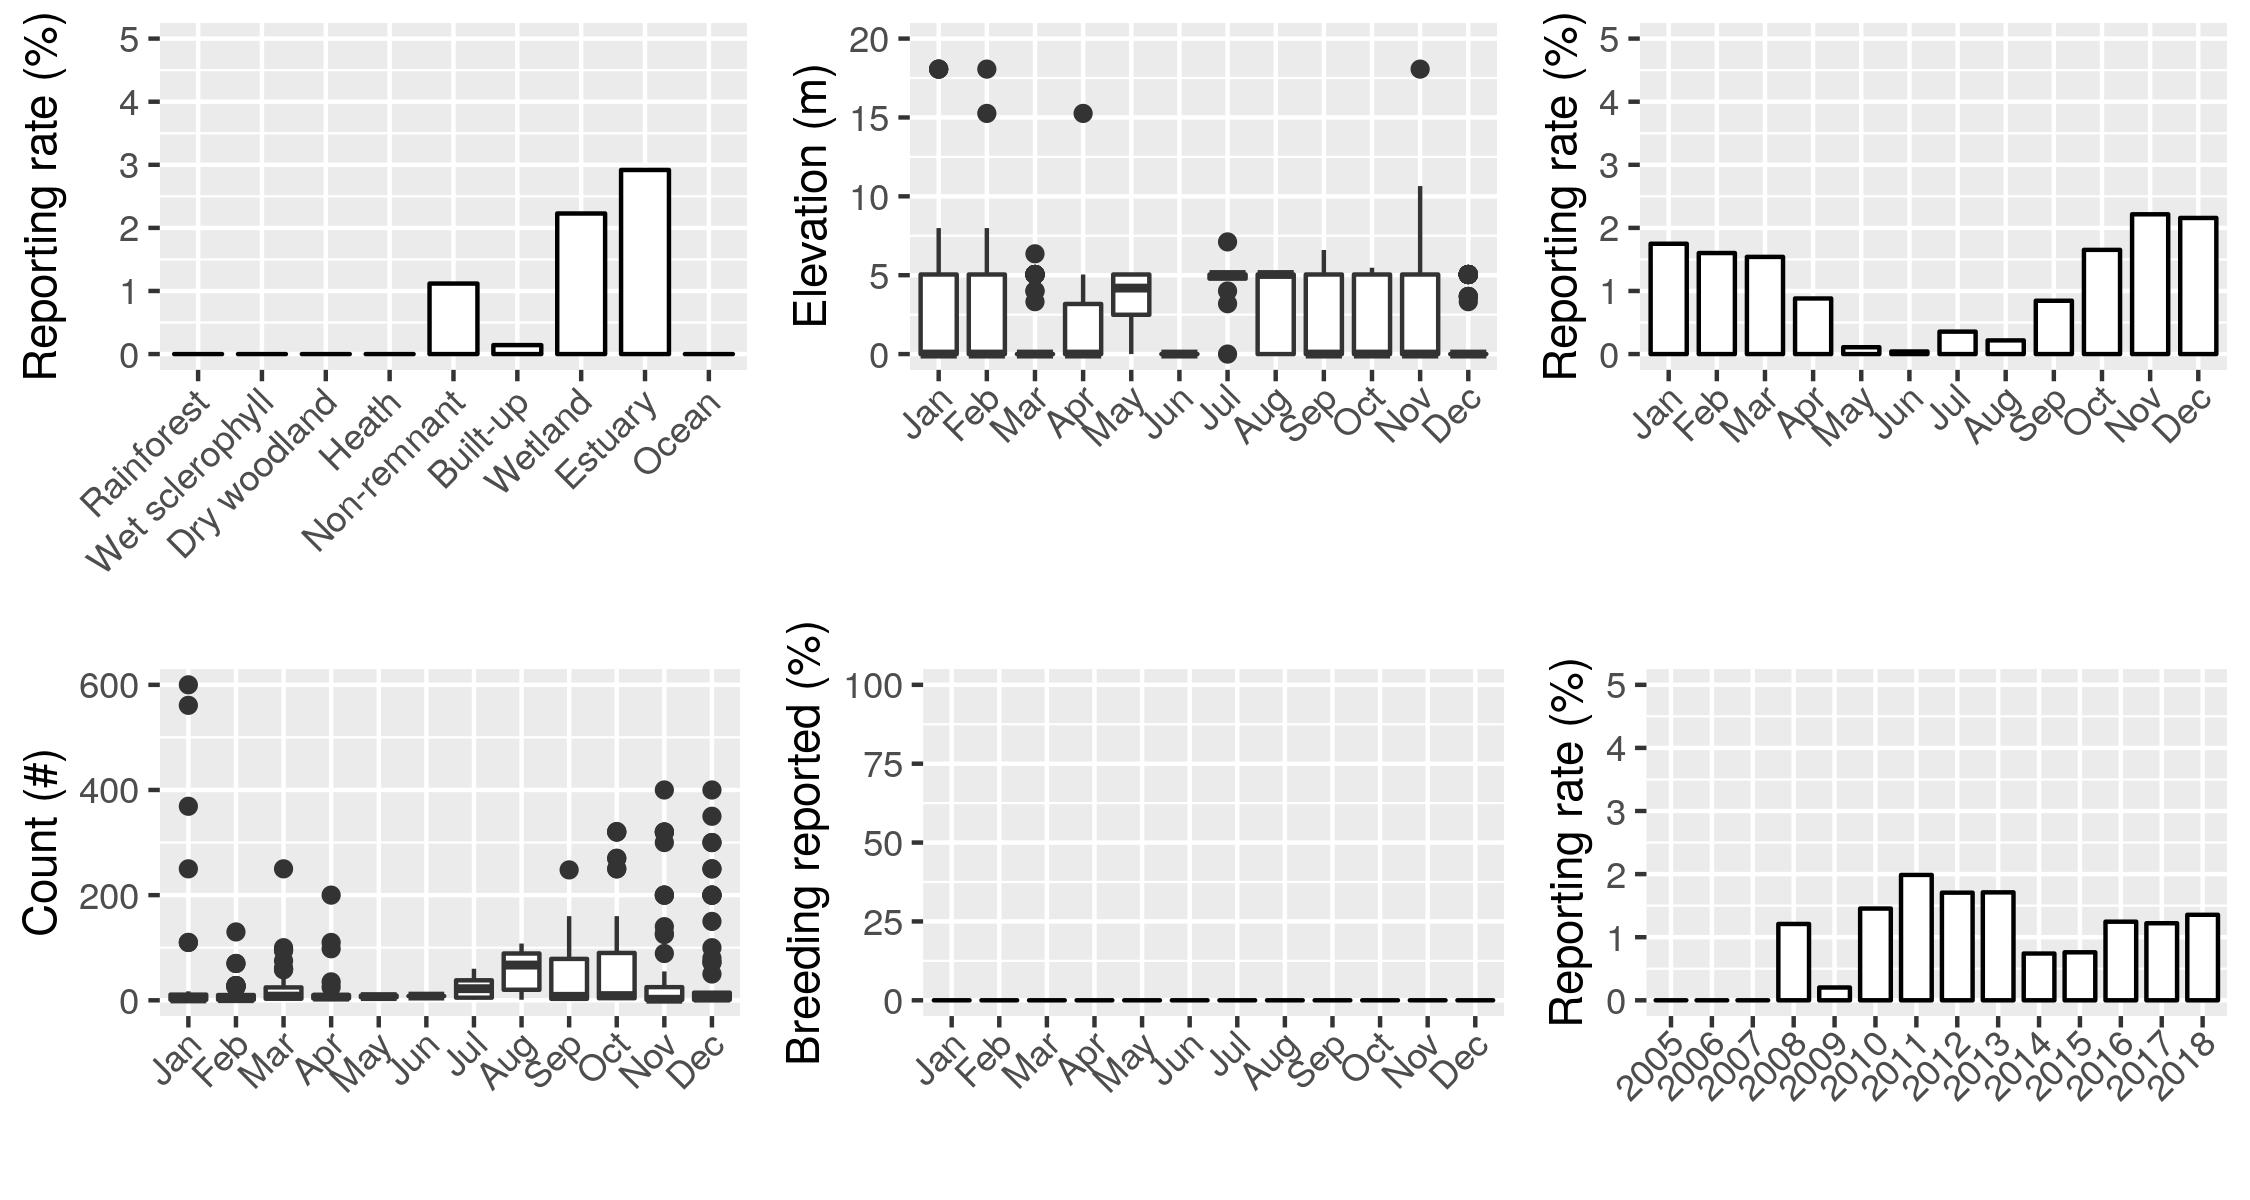 Reporting rate (%)
5
4
3
2
1
0
Rainforest
Wet sclerophyll
Dry woodland
Heath
Non-remnant
Built-up
Wetland
Estuary
Ocean
Elevation (m)
20
15
10
5
0
Jan Feb Mar Apr May Jun Jul Aug Sep Oct Nov Dec
Reporting rate (%)
5
4
3
2
1
0
Jan Feb Mar Apr May Jun Jul Aug Sep Oct Nov Dec
Count (#)
600
400
200
0
Jan Feb Mar Apr May Jun Jul Aug Sep Oct Nov Dec
Breeding reported (%)
100
75
50
25
0
Jan Feb Mar Apr May Jun Jul Aug Sep Oct Nov Dec
Reporting rate (%)
5
4
3
2
1
0
2005 2006 2007 2008 2009 2010 2011 2012 2013 2014 2015 2016 2017 2018